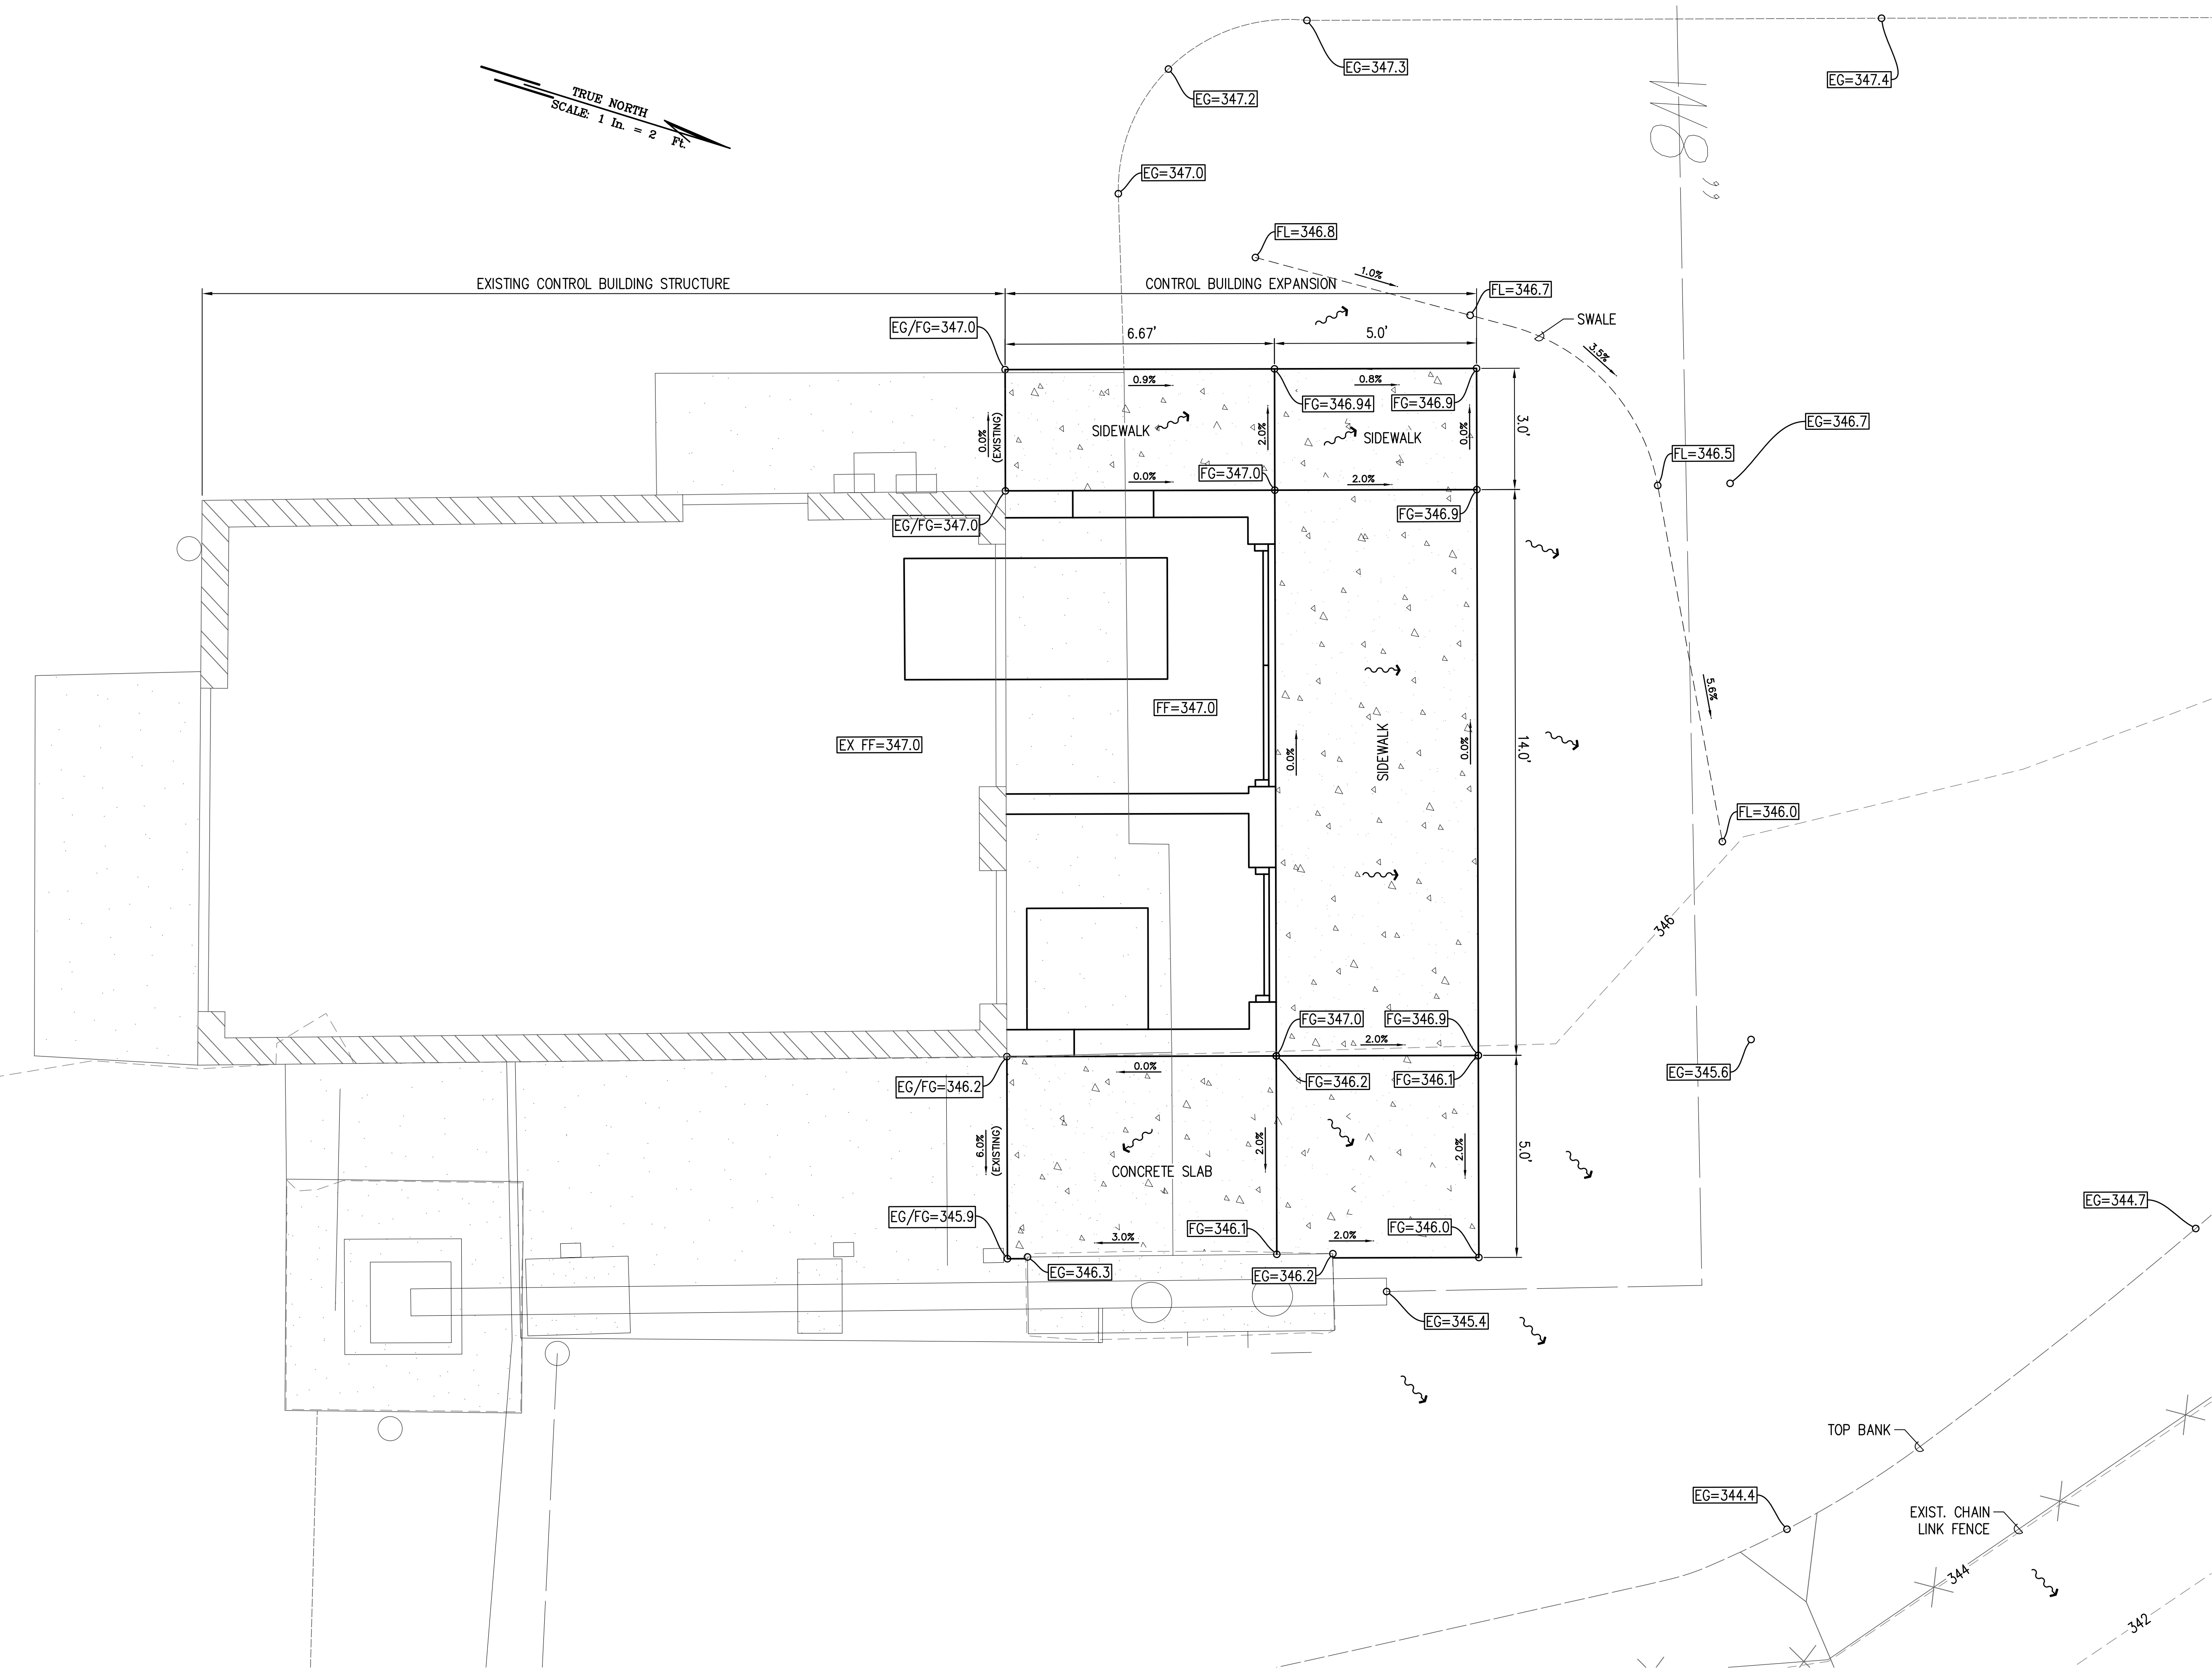 EG=347.3
EG=347.4
EG=347.2
TRUE NORTH
SCALE: 1 In. = 2 Ft.
8W
"
EG=347.0
FL=346.8
1.0%
EXISTING CONTROL BUILDING STRUCTURE
CONTROL BUILDING EXPANSION
FL=346.7
SWALE
EG/FG=347.0
6.67'
5.0'
3.5%
0.9%
0.8%
FG=346.94
FG=346.9
3.0'
EG=346.7
0.0%
(EXISTING)
SIDEWALK
2.0%
SIDEWALK
0.0%
FL=346.5
FG=347.0
0.0%
2.0%
EG/FG=347.0
FG=346.9
5.6%
FF=347.0
EX FF=347.0
0.0%
SIDEWALK
0.0%
14.0'
FL=346.0
346
FG=347.0
FG=346.9
2.0%
EG/FG=346.2
0.0%
FG=346.2
FG=346.1
EG=345.6
6.0%
(EXISTING)
2.0%
2.0%
5.0'
CONCRETE SLAB
EG=344.7
EG/FG=345.9
FG=346.1
FG=346.0
3.0%
2.0%
EG=346.3
EG=346.2
EG=345.4
TOP BANK
EG=344.4
EXIST. CHAIN
LINK FENCE
344
342